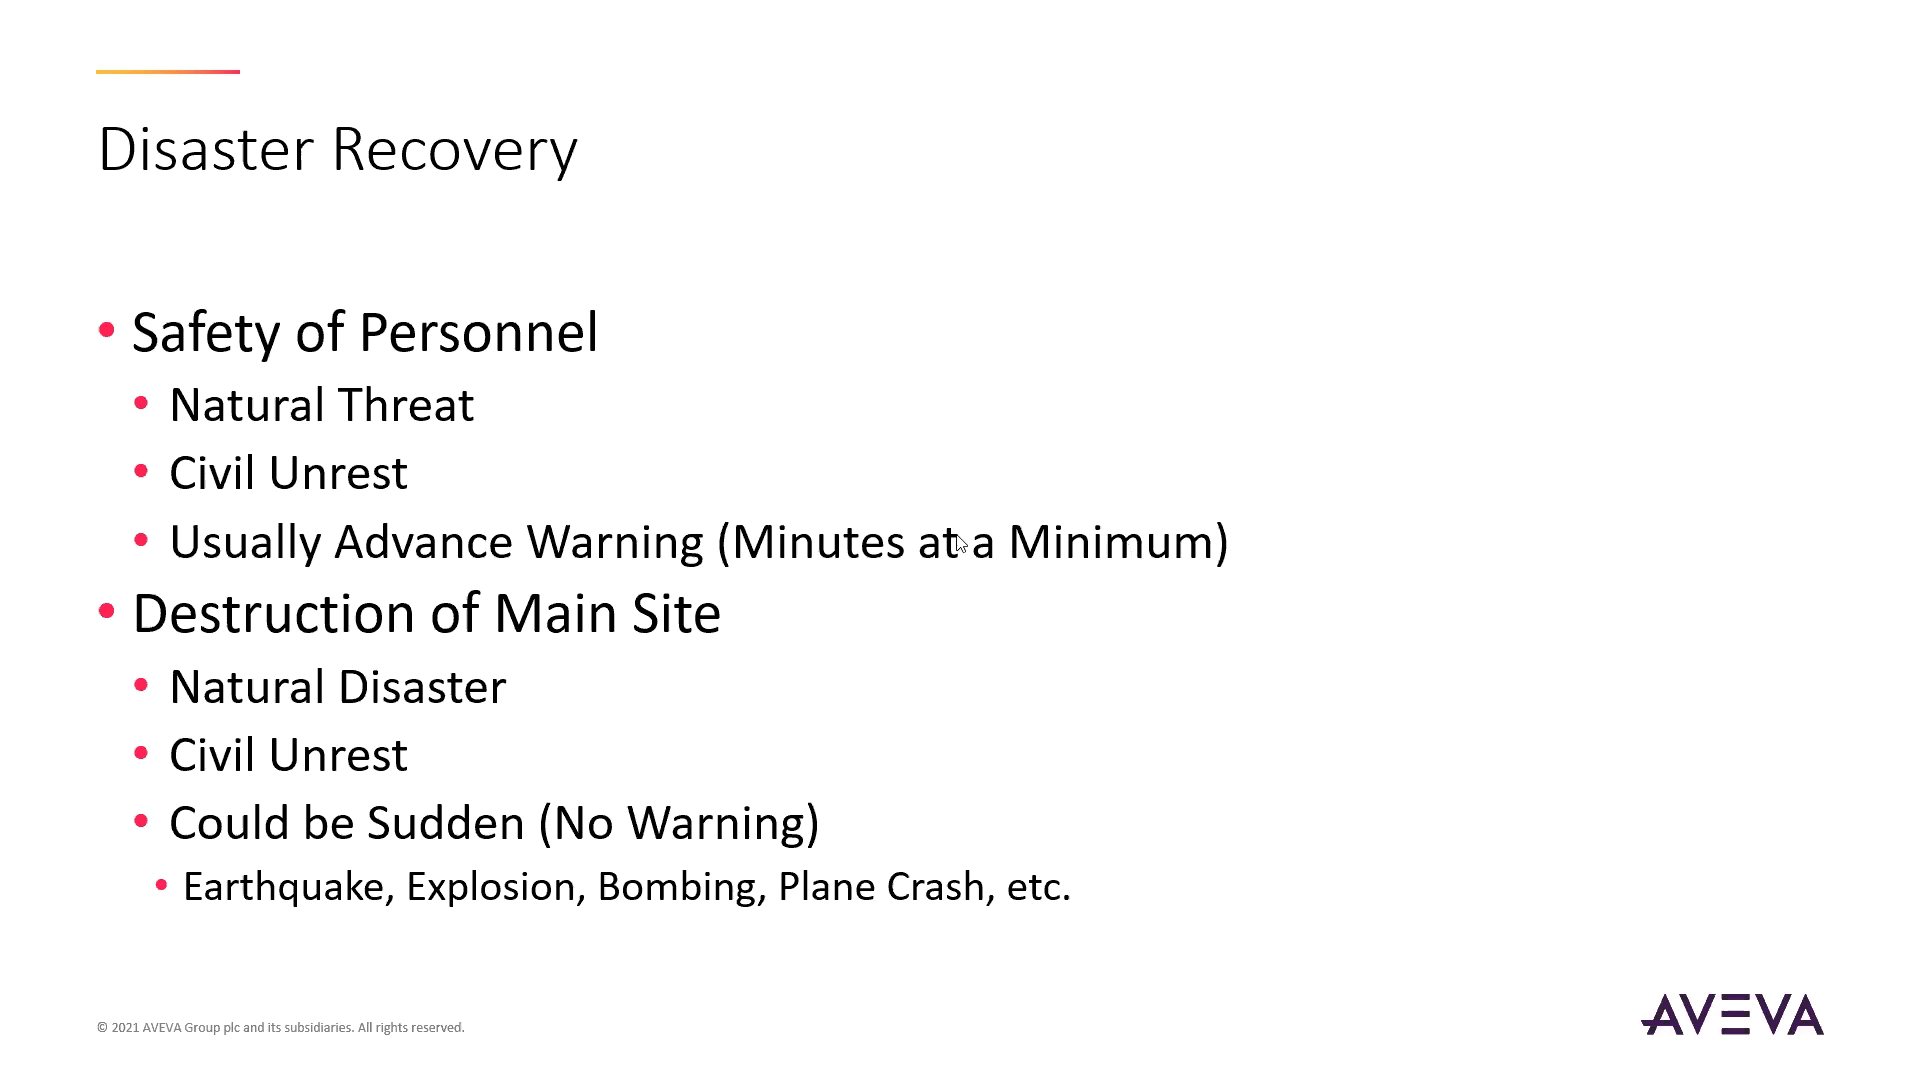 Disaster Recovery
• Safety of Personnel
• Natural Threat
• Civil Unrest
• Usually Advance Warning (Minutes at a Minimum)
• Destruction of Main Site
• Natural Disaster
• Civil Unrest
• Could be Sudden (No Warning)
• Earthquake, Explosion, Bombing, Plane Crash, etc.
© 2021 AVEVA Group plc and its subsidiaries. All rights reserved.
AVEVA